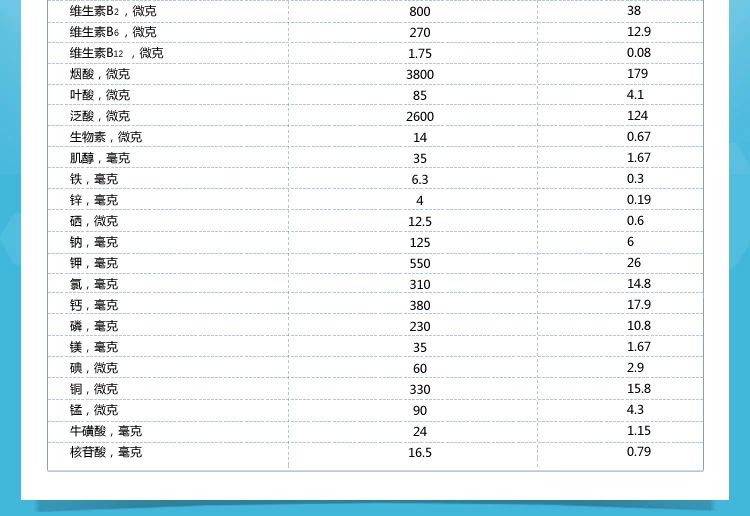 维生素B₂，微克 800 38
维生素B₆，微克 270 12.9
维生素B₁₂ ，微克 1.75 0.08
烟酸，微克 3800 179
叶酸，微克 85 4.1
泛酸，微克 2600 124
生物素，微克 14 0.67
肌醇，毫克 35 1.67
铁，毫克 6.3 0.3
锌，毫克 4 0.19
硒，微克 12.5 0.6
钠，毫克 125 6
钾，毫克 550 26
氯，毫克 310 14.8
钙，毫克 380 17.9
磷，毫克 230 10.8
镁，毫克 35 1.67
碘，微克 60 2.9
铜，微克 330 15.8
锰，微克 90 4.3
牛磺酸，毫克 24 1.15
核苷酸，毫克 16.5 0.79